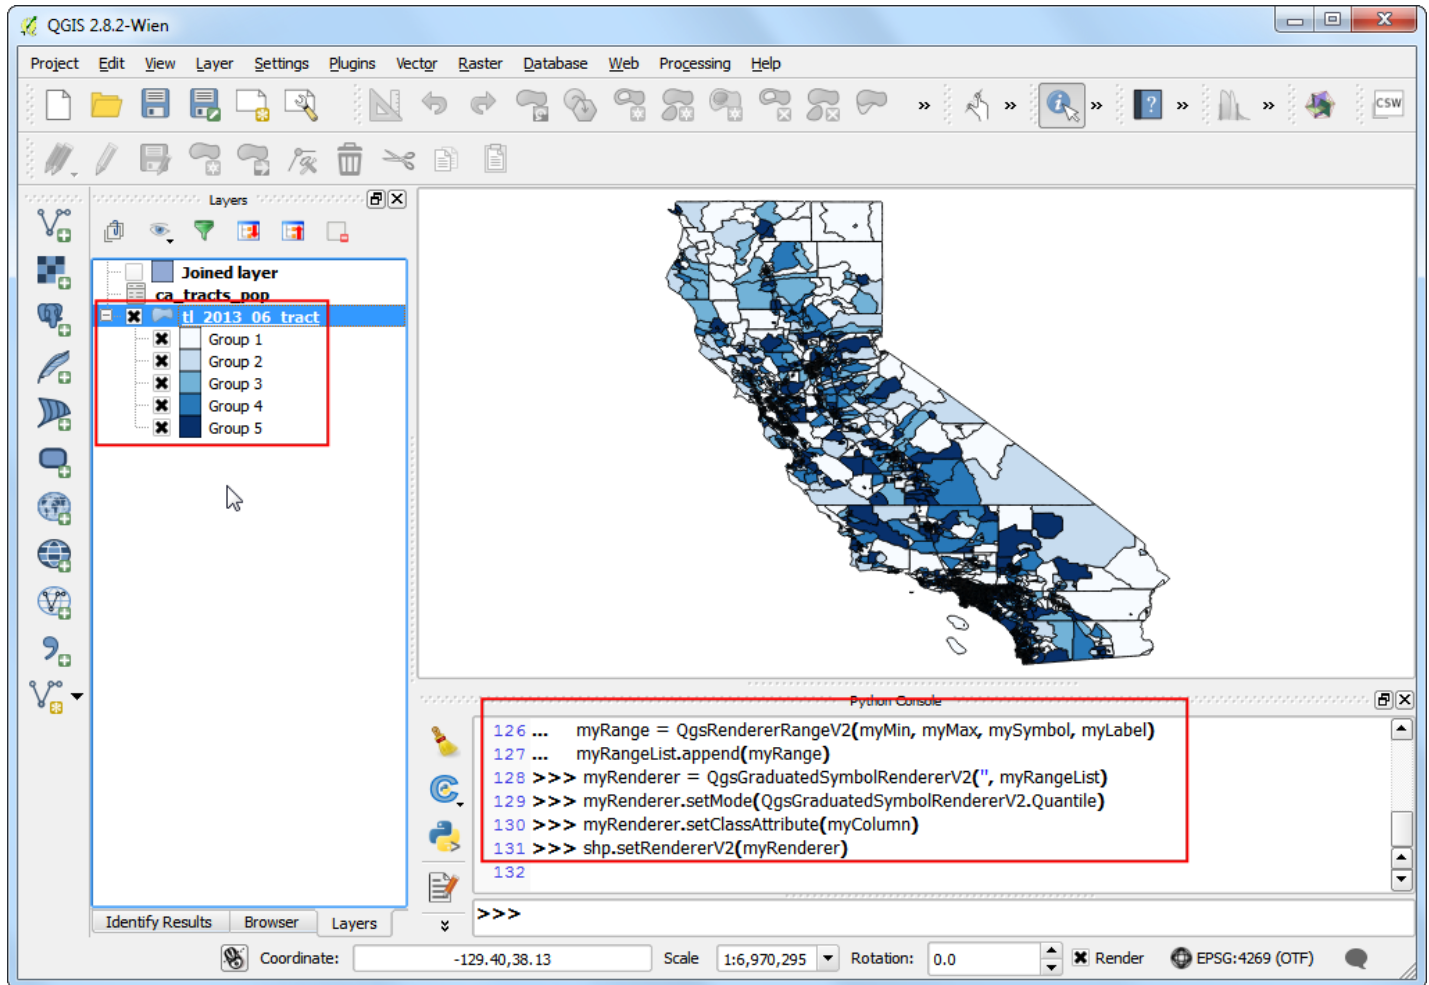 QGIS 2.8.2-Wien
Project Edit View Layer Settings Plugins Vector Raster Database Web Processing Help
CSW
Layers
Joined layer
ca_tracts_pop
tl_2013_06_tract
Group 1
Group 2
Group 3
Group 4
Group 5
Python Console
126 ... myRange = QgsRendererRangeV2(myMin, myMax, mySymbol, myLabel)
127 ... myRangeList.append(myRange)
128 >>> myRenderer = QgsGraduatedSymbolRendererV2('', myRangeList)
129 >>> myRenderer.setMode(QgsGraduatedSymbolRendererV2.Quantile)
130 >>> myRenderer.setClassAttribute(myColumn)
131 >>> shp.setRendererV2(myRenderer)
132
>>>
Identify Results Browser Layers
Coordinate: -129.40,38.13 Scale 1:6,970,295 Rotation: 0.0 Render EPSG:4269 (OTF)